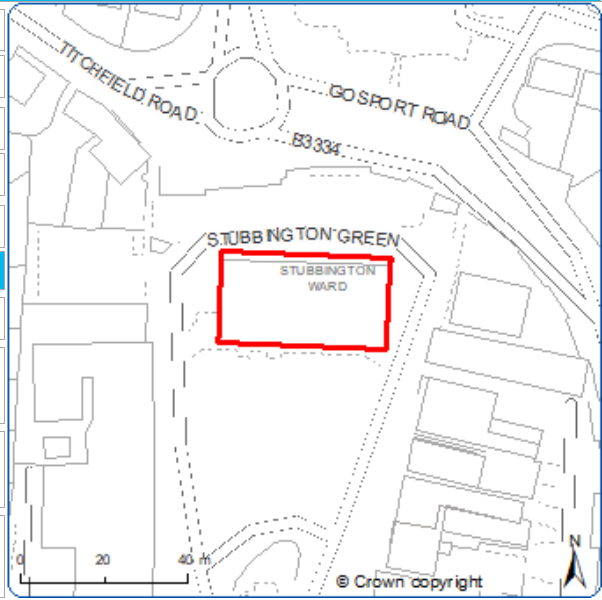 TITCHFIELD ROAD
GOSPORT ROAD
B3334
STUBBINGTON GREEN
STUBBINGTON
WARD
0 20 40 m
N
© Crown copyright